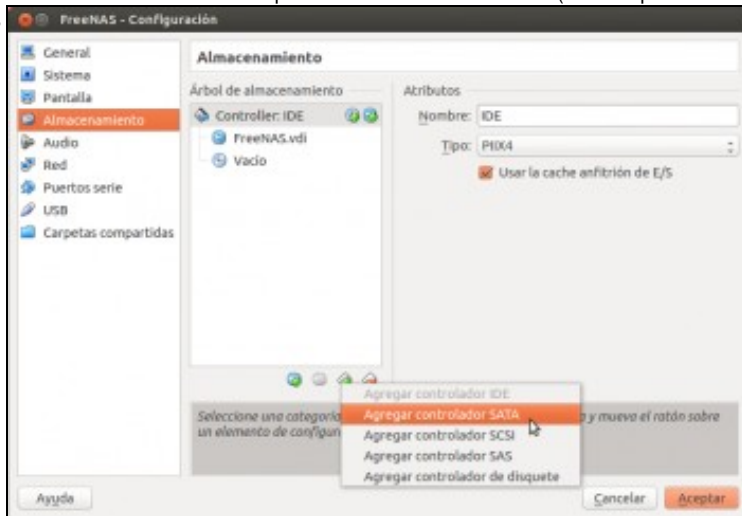 FreeNAS - Configuración
General
Sistema
Pantalla
Almacenamiento
Audio
Red
Puertos serie
USB
Carpetas compartidas
Almacenamiento
Árbol de almacenamiento
Controller: IDE
FreeNAS.vdi
Vacío
Atributos
Nombre: IDE
Tipo: PIIX4
Usar la cache anfitrión de E/S
Agregar controlador IDE
Agregar controlador SATA
Agregar controlador SCSI
Agregar controlador SAS
Agregar controlador de disquete
Seleccione una categoría y mueva el ratón sobre
un elemento de
Ayuda
Cancelar
Aceptar